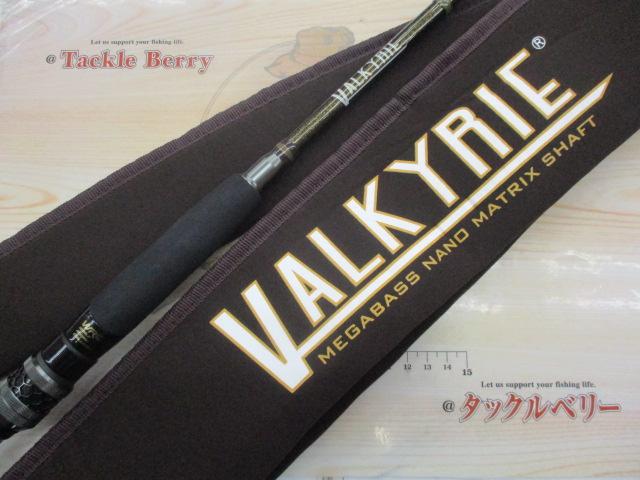 Let us support your fishing life.
@ Tackle Berry
VALKYRIE
VALKYRIE®
MEGABASS NANO MATRIX SHAFT
12 13 14 15
Let us support your fishing life.
@ タックルベリー